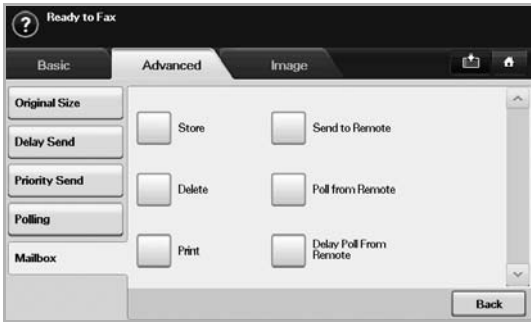 ?
Ready to Fax
Basic
Advanced
Image
Original Size
Delay Send
Priority Send
Polling
Mailbox
Store
Send to Remote
Delete
Poll from Remote
Print
Delay Poll From
Remote
Back